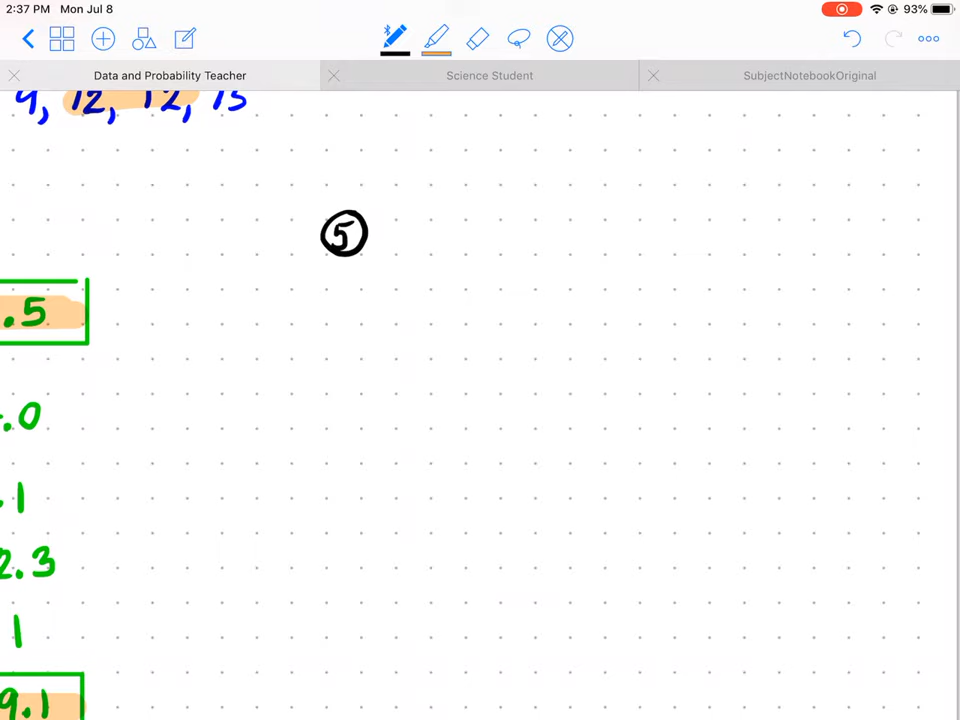 2:37 PM Mon Jul 8
93%
Data and Probability Teacher
Science Student
SubjectNotebookOriginal
9, 12, 12, 15
5
.5
.0
.1
2.3
1
9.1